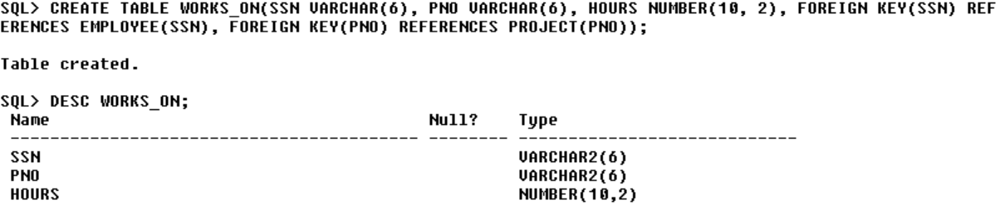 SQL> CREATE TABLE WORKS_ON(SSN VARCHAR(6), PNO VARCHAR(6), HOURS NUMBER(10, 2), FOREIGN KEY(SSN) REF
ERENCES EMPLOYEE(SSN), FOREIGN KEY(PNO) REFERENCES PROJECT(PNO));
Table created.
SQL> DESC WORKS_ON;
Name Null? Type
----------------------------------------- -------- ----------------------------
SSN VARCHAR2(6)
PNO VARCHAR2(6)
HOURS NUMBER(10,2)